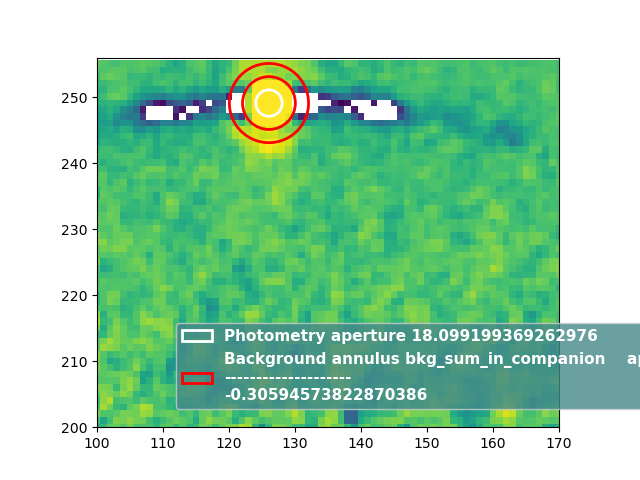 250
240
230
220
210
200
100 110 120 130 140 150 160 170
Photometry aperture 18.099199369262976
Background annulus bkg_sum_in_companion
--------------------
-0.30594573822870386